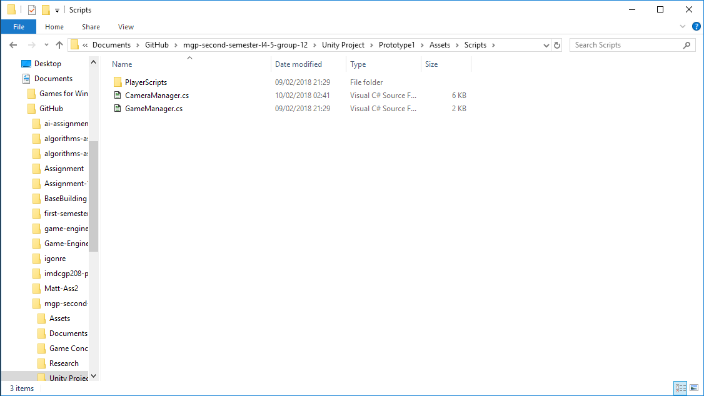 Scripts
File Home Share View
« Documents > GitHub > mgp-second-semester-l4-5-group-12 > Unity Project > Prototype1 > Assets > Scripts >
Search Scripts
Name Date modified Type Size
PlayerScripts 09/02/2018 21:29 File folder
CameraManager.cs 10/02/2018 02:41 Visual C# Source F... 6 KB
GameManager.cs 09/02/2018 21:29 Visual C# Source F... 2 KB
Desktop
Documents
Games for Win
GitHub
ai-assignmen
algorithms-as
algorithms-as
Assignment
Assignment-1
BaseBuilding
first-semester
game-engine
Game-Engine
igonre
imdcgp208-p
Matt-Ass2
mgp-second-
Assets
Documents
Game Conc
Research
Unity Projec
3 items